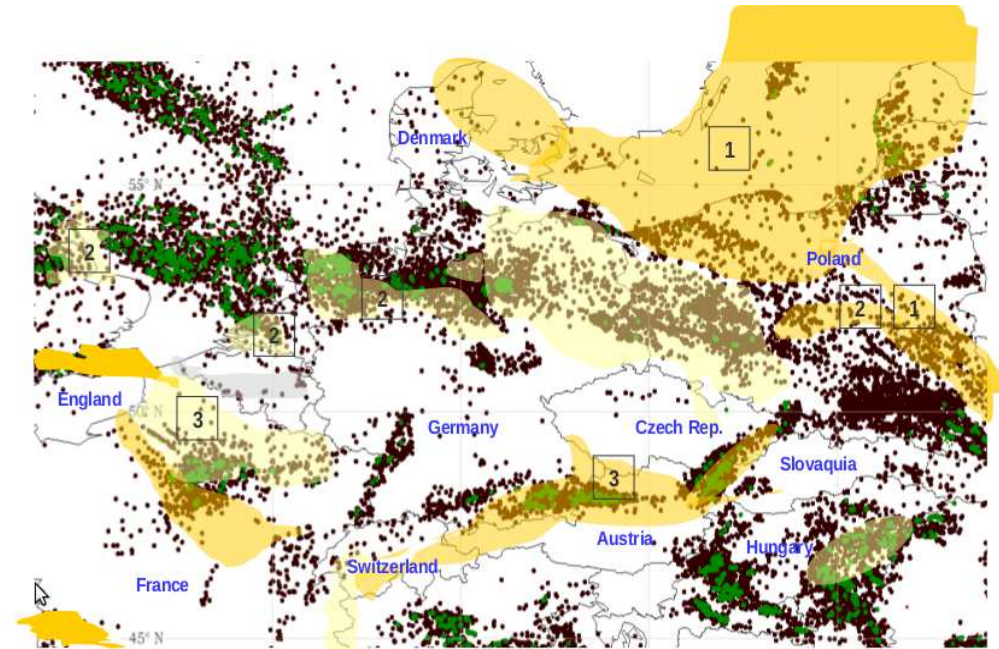 Denmark
1
55° N
2
Poland
2
2
1
2
England
3
50° N
Germany
Czech Rep.
Slovaquia
3
Austria
Hungary
Switzerland
France
45° N